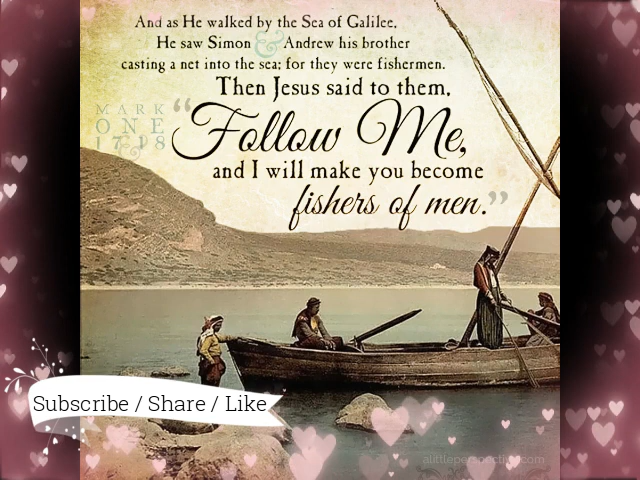 And as He walked by the Sea of Galilee,
He saw Simon & Andrew his brother
casting a net into the sea; for they were fishermen.
Then Jesus said to them,
“Follow Me,
and I will make you become
fishers of men.”
MARK
ONE
17 & 18
Subscribe / Share / Like
alittleperspective.com